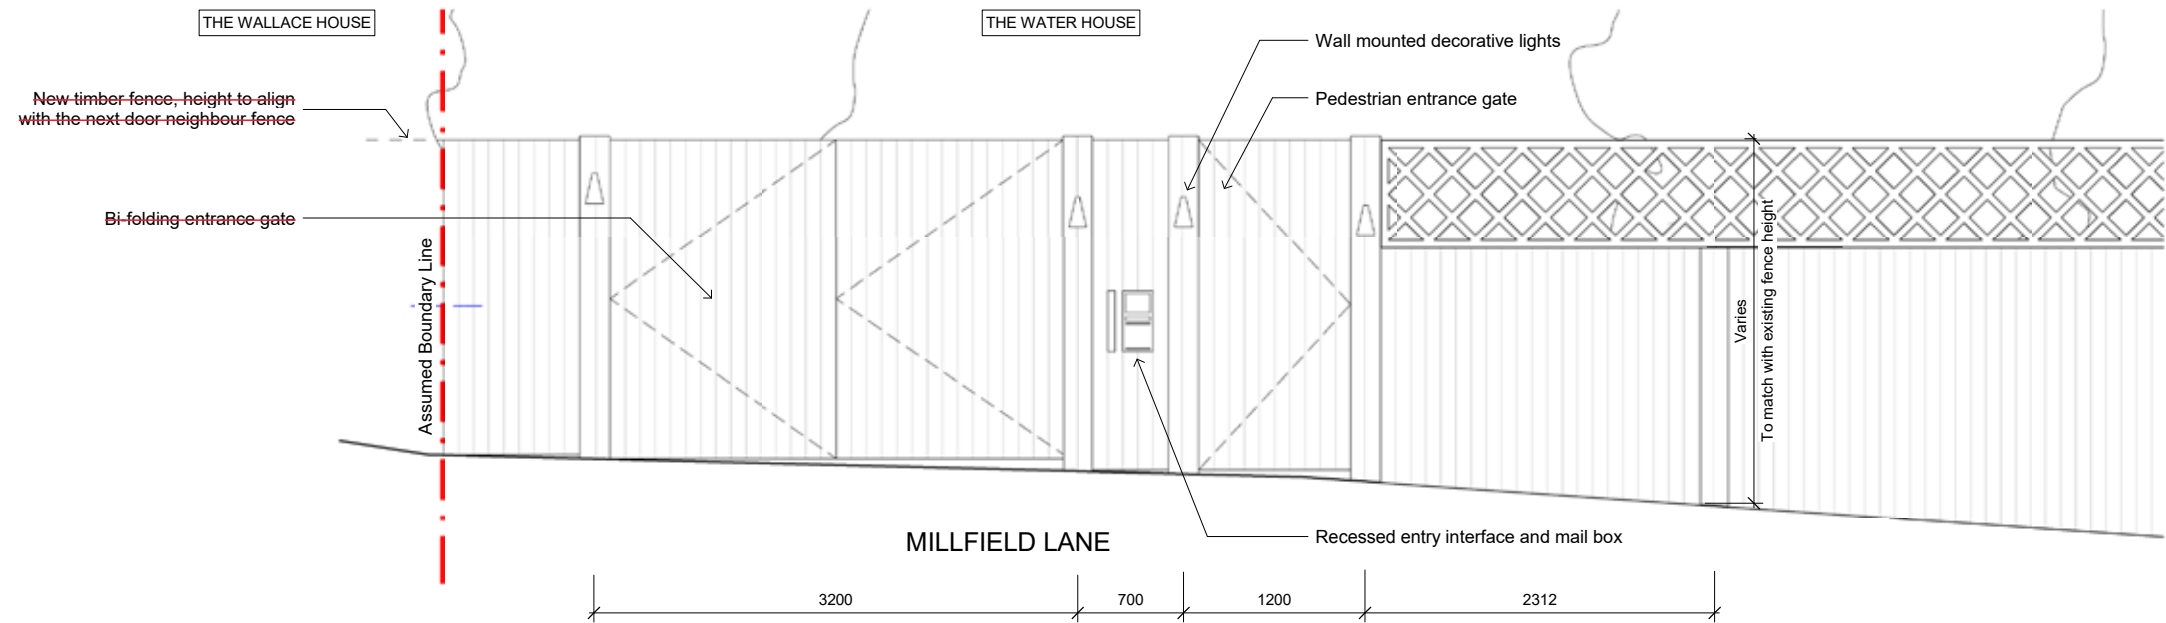 THE WALLACE HOUSE
THE WATER HOUSE
Wall mounted decorative lights
New timber fence, height to align
with the next door neighbour fence
Pedestrian entrance gate
Bi-folding entrance gate
Assumed Boundary Line
Varies
To match with existing fence height
MILLFIELD LANE
Recessed entry interface and mail box
3200
700
1200
2312